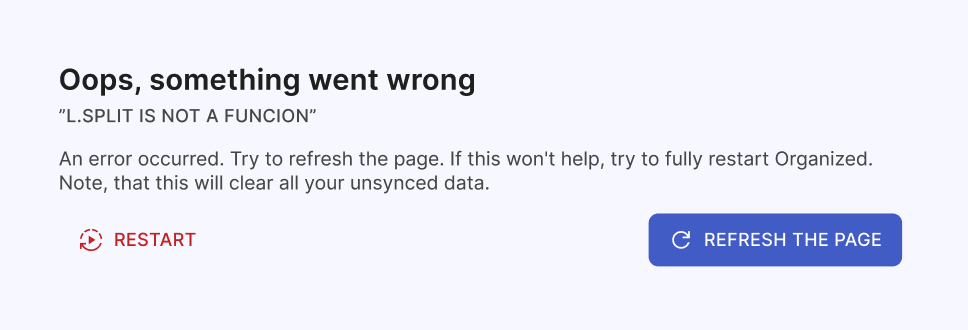 Oops, something went wrong
”L.SPLIT IS NOT A FUNCION”
An error occurred. Try to refresh the page. If this won't help, try to fully restart Organized.
Note, that this will clear all your unsynced data.
RESTART
REFRESH THE PAGE